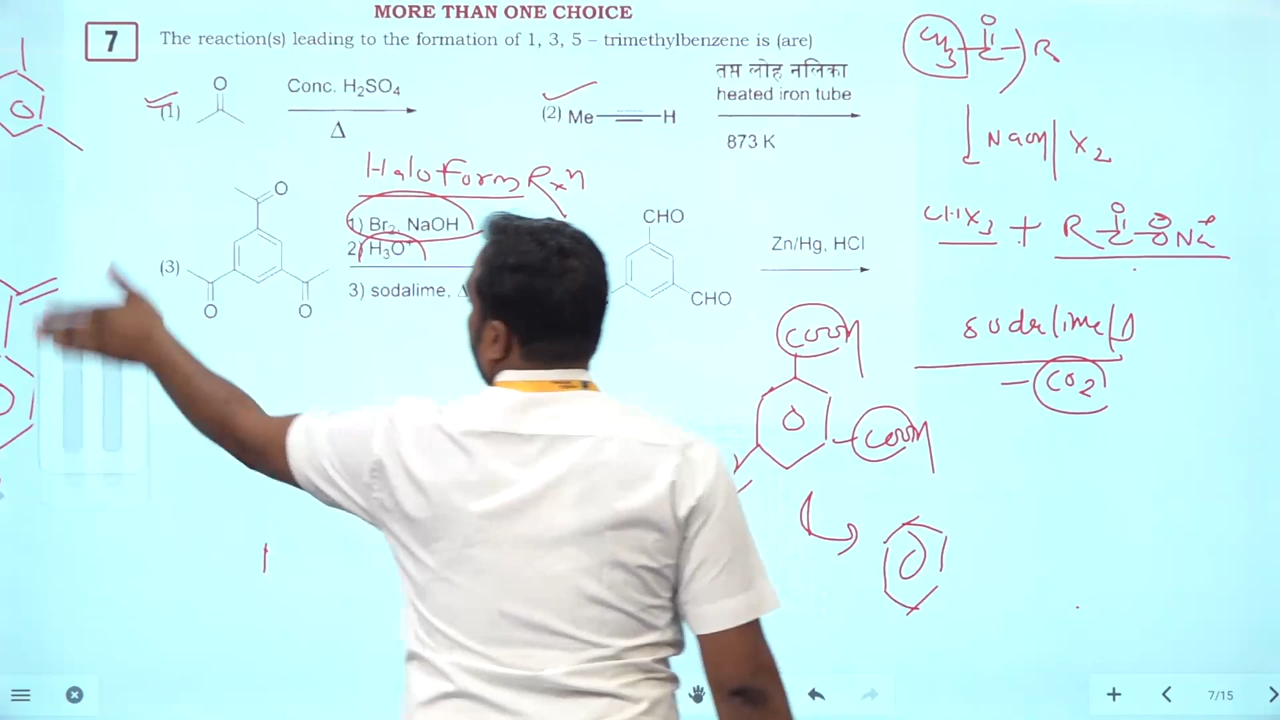 MORE THAN ONE CHOICE
7 The reaction(s) leading to the formation of 1, 3, 5 – trimethylbenzene is (are)
(1) O Conc. H₂SO₄ Δ
(2) Me H तप्त लोह नलिका
heated iron tube
873 K
Haloform Rxⁿ
(3) O O O
1) Br₂, NaOH
2) H₃O⁺
3) sodalime, Δ
CHO
CHO
Zn/Hg, HCl
CH₃ O C R
NaOH/X₂
CHX₃ + R C O O Na⁺
sodalime/Δ
– CO₂
COOH
COOH
7/15